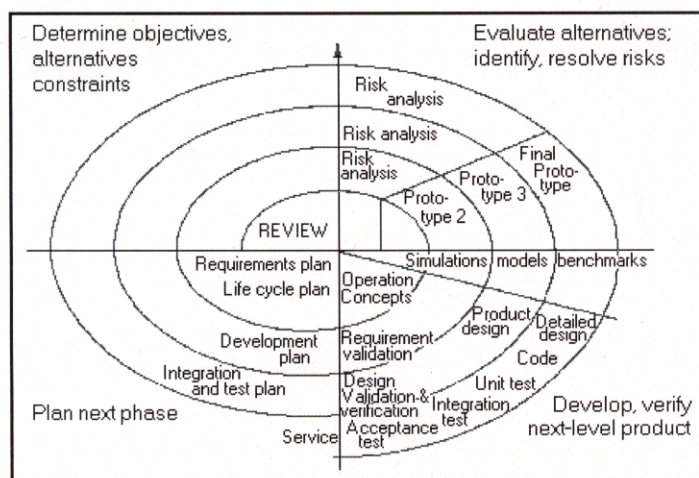 Determine objectives,
alternatives
constraints
Evaluate alternatives;
identify, resolve risks
Risk
analysis
Risk analysis
Risk
analysis
Final
Proto-
type
Proto-
type 3
Proto-
type 2
REVIEW
Requirements plan
Life cycle plan
Simulations models benchmarks
Operation
Concepts
Development
plan
Requirement
validation
Product
design
Detailed
design
Code
Unit test
Integration
and test plan
Design
Validation-&
verification
Integration
test
Acceptance
test
Service
Plan next phase
Develop, verify
next-level product